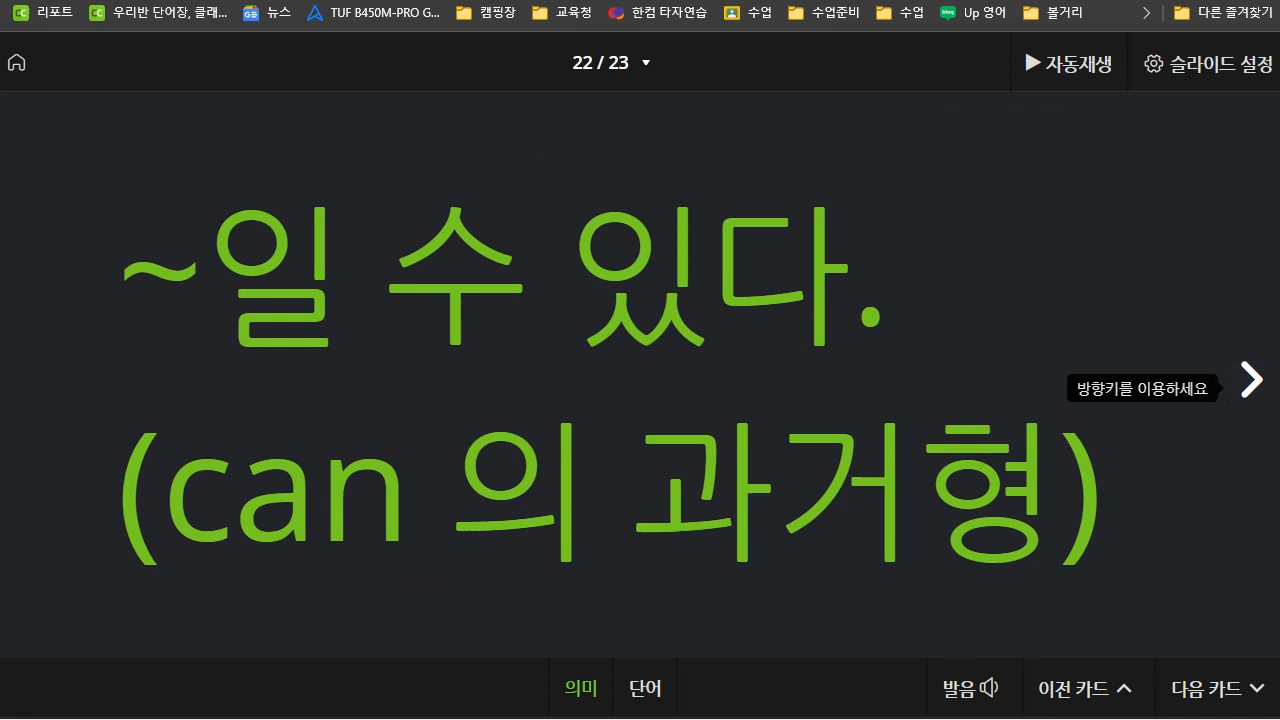 리포트 우리반 단어장, 클래... 뉴스 TUF B450M-PRO G... 캠핑장 교육청 한컴 타자연습 수업 수업준비 수업 Up 영어 볼거리 다른 즐겨찾기
22 / 23 자동재생 슬라이드 설정
~일 수 있다.
방향키를 이용하세요
(can 의 과거형)
의미 단어 발음 이전 카드 다음 카드